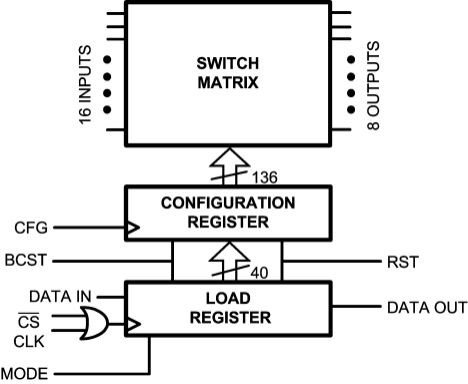 SWITCH
MATRIX
16 INPUTS
8 OUTPUTS
136
CONFIGURATION
REGISTER
CFG
BCST
RST
40
DATA IN
LOAD
REGISTER
DATA OUT
CS
CLK
MODE